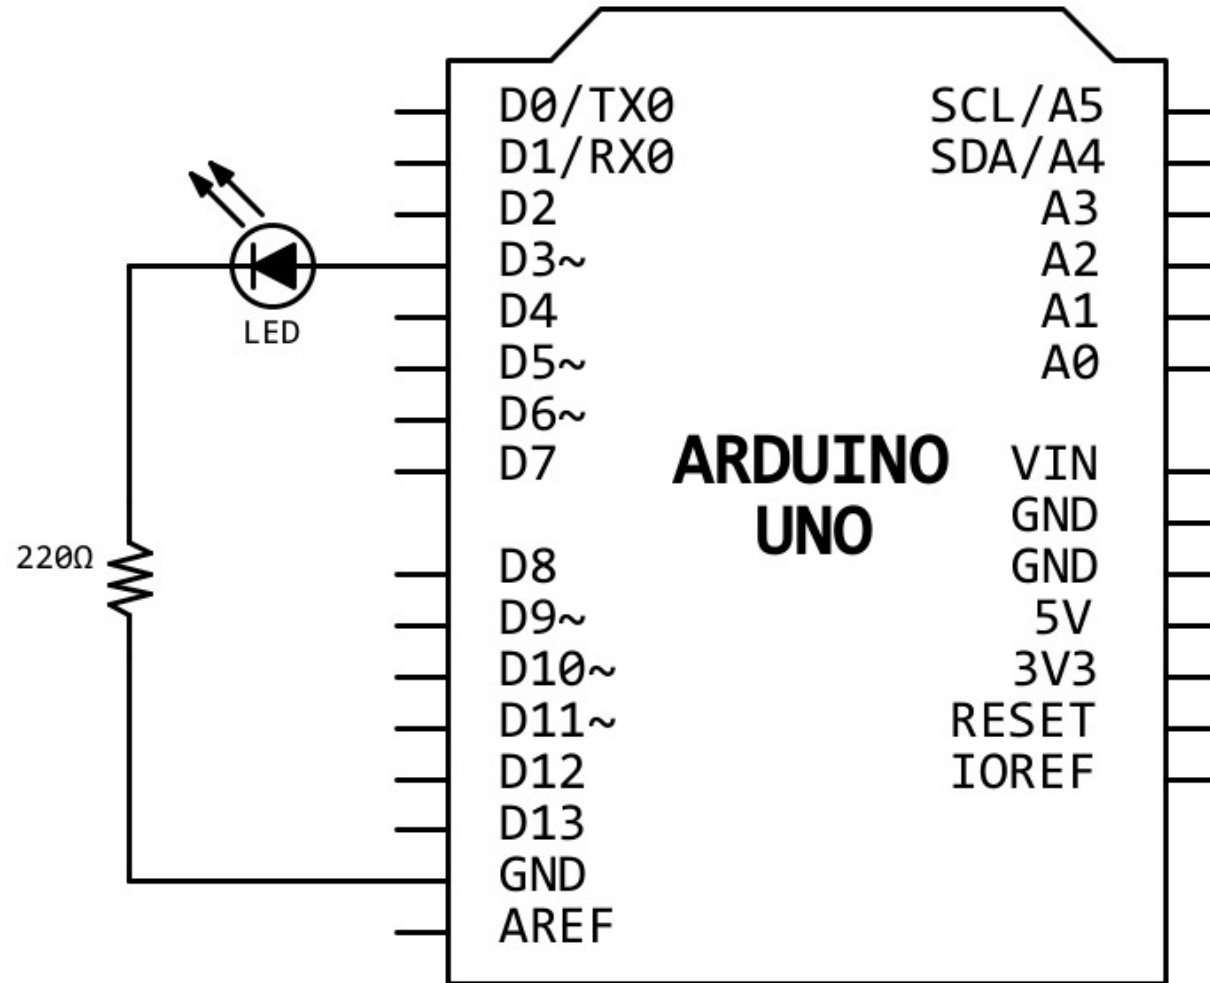 D0/TX0
D1/RX0
D2
D3~
D4
D5~
D6~
D7
D8
D9~
D10~
D11~
D12
D13
GND
AREF
SCL/A5
SDA/A4
A3
A2
A1
A0
VIN
GND
GND
5V
3V3
RESET
IOREF
ARDUINO
UNO
LED
220Ω